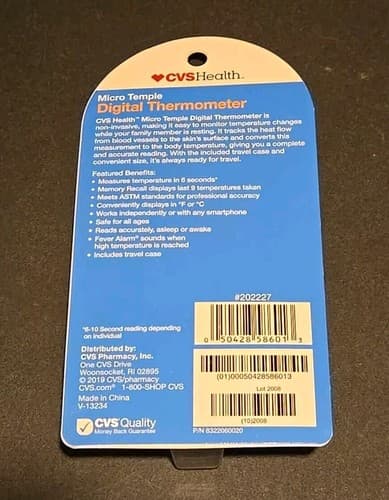 CVSHealth
Micro Temple
Digital Thermometer
CVS Health™ Micro Temple Digital Thermometer is
non-invasive, making it easy to monitor temperature changes
while your family member is resting. It tracks the heat flow
from blood vessels to the skin's surface and converts this
measurement to the body temperature, giving you a complete
and accurate reading. With the included travel case and
convenient size, it's always ready for travel.
Featured Benefits:
• Measures temperature in 6 seconds*
• Memory Recall displays last 9 temperatures taken
• Meets ASTM standards for professional accuracy
• Conveniently displays in °F or °C
• Works independently or with any smartphone
• Safe for all ages
• Reads accurately, asleep or awake
• Fever Alarm® sounds when
high temperature is reached
• Includes travel case
#202227
0 50428 58601 3
*6-10 Second reading depending
on individual
Distributed by:
CVS Pharmacy, Inc.
One CVS Drive
Woonsocket, RI 02895
© 2019 CVS/pharmacy
CVS.com® 1-800-SHOP CVS
Made in China
V-13234
(01)00050428586013
Lot 2008
(10)2008
CVS Quality
Money Back Guarantee
P/N 8322060020